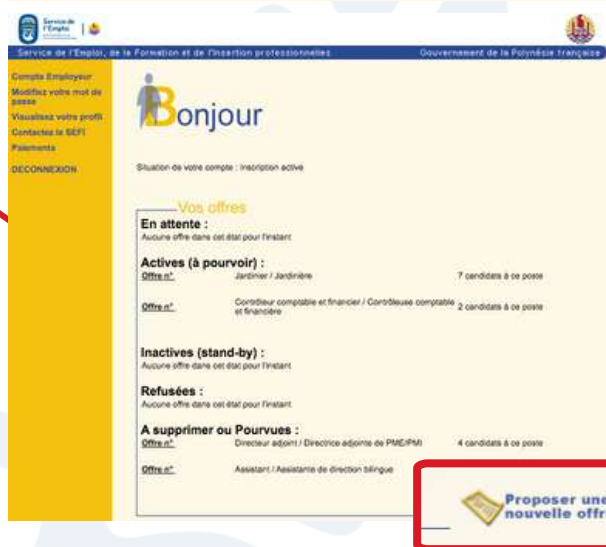 Service de
l'Emploi
Service de l'Emploi, de la Formation et de l'Insertion professionnelles
Gouvernement de la Polynésie française
Compte Employeur
Modifiez votre mot de
passe
Visualisez votre profil
Contactez le SEFI
Paiements
DECONNEXION
Bonjour
Situation de votre compte : Inscription active
Vos offres
En attente :
Aucune offre dans cet état pour l'instant
Actives (à pourvoir) :
Offre n° Jardinier / Jardinière 7 candidats à ce poste
Offre n° Contrôleur comptable et financier / Contrôleuse comptable 2 candidats à ce poste
et financière
Inactives (stand-by) :
Aucune offre dans cet état pour l'instant
Refusées :
Aucune offre dans cet état pour l'instant
A supprimer ou Pourvues :
Offre n° Directeur adjoint / Directrice adjointe de PME/PMI 4 candidats à ce poste
Offre n° Assistant / Assistante de direction bilingue
Proposer une
nouvelle offr